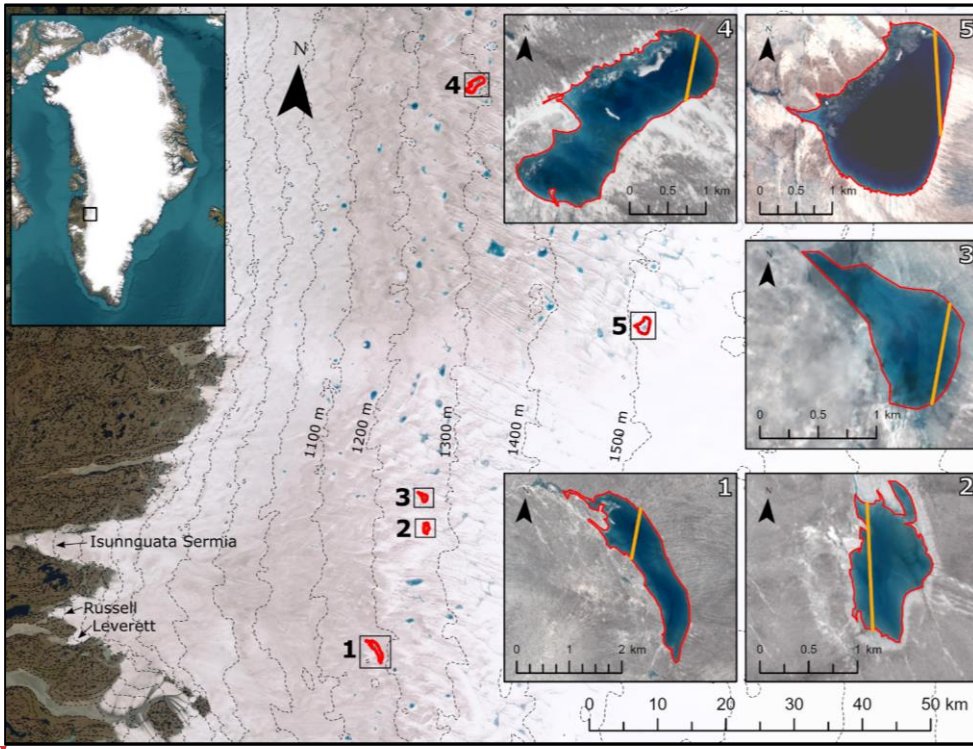 N
4
4
5
5
3
1100 m
1200 m
1300 m
1400 m
1500 m
3
2
1
Isunnguata Sermia
Russell
Leverett
0 0.5 1 km
0 0.5 1 km
0 0.5 1 km
1
0 1 2 km
2
0 1 km
0 10 20 30 40 50 km